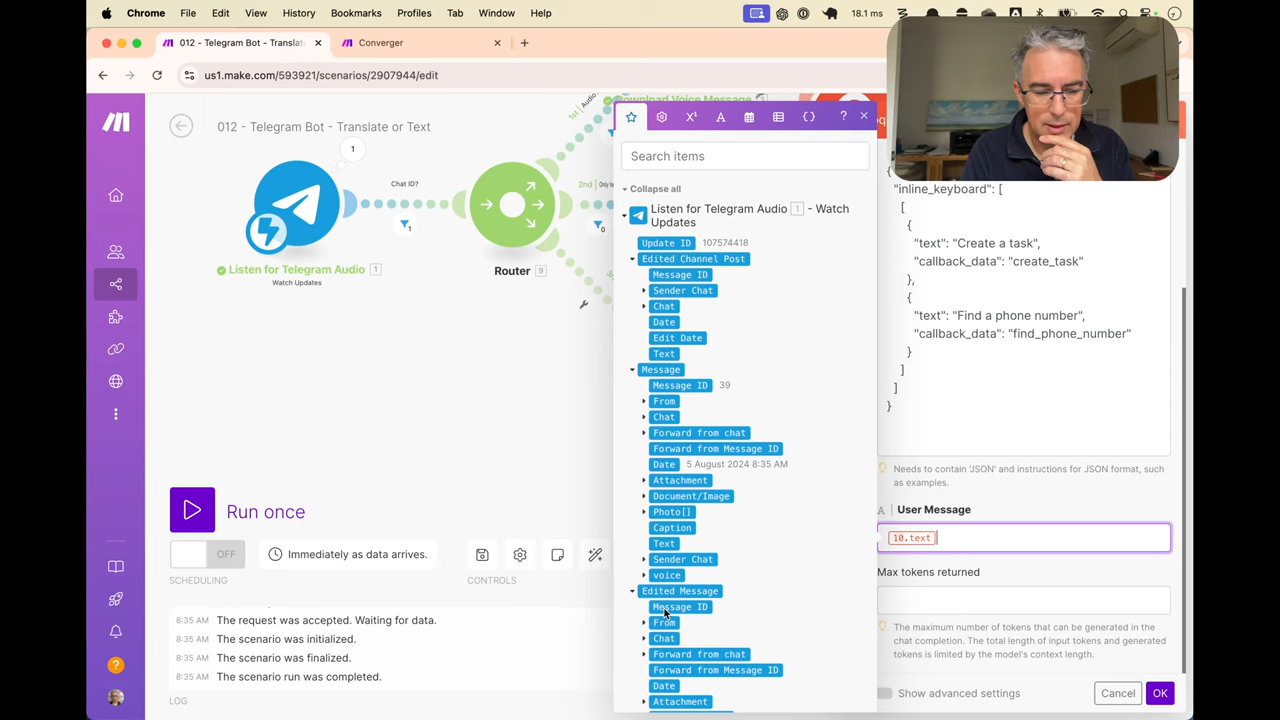 Chrome File Edit View History Bookmarks Profiles Tab Window Help 18.1 ms
012 - Telegram Bot - Translat
Converger
us1.make.com/593921/scenarios/2907944/edit
012 - Telegram Bot - Translate or Text
1
Chat ID?
1
Listen for Telegram Audio 1
Watch Updates
Router 9
1st | Audio
2nd | Only te
0
Download Voice Message
Search items
Collapse all
Listen for Telegram Audio 1 - Watch
Updates
Update ID 107574418
Edited Channel Post
Message ID
Sender Chat
Chat
Date
Edit Date
Text
Message
Message ID 39
From
Chat
Forward from chat
Forward from Message ID
Date 5 August 2024 8:35 AM
Attachment
Document/Image
Photo[]
Caption
Text
Sender Chat
voice
Edited Message
Message ID
From
Chat
Forward from chat
Forward from Message ID
Date
Attachment
{
"inline_keyboard": [
[
{
"text": "Create a task",
"callback_data": "create_task"
},
{
"text": "Find a phone number",
"callback_data": "find_phone_number"
}
]
]
}
Needs to contain 'JSON' and instructions for JSON format, such
as examples.
A User Message
10.text
Max tokens returned
The maximum number of tokens that can be generated in the
chat completion. The total length of input tokens and generated
tokens is limited by the model's context length.
Show advanced settings
Cancel
OK
Run once
OFF
Immediately as data arrives.
SCHEDULING
CONTROLS
8:35 AM The request was accepted. Waiting for data.
8:35 AM The scenario was initialized.
8:35 AM The scenario was finalized.
8:35 AM The scenario run was completed.
LOG